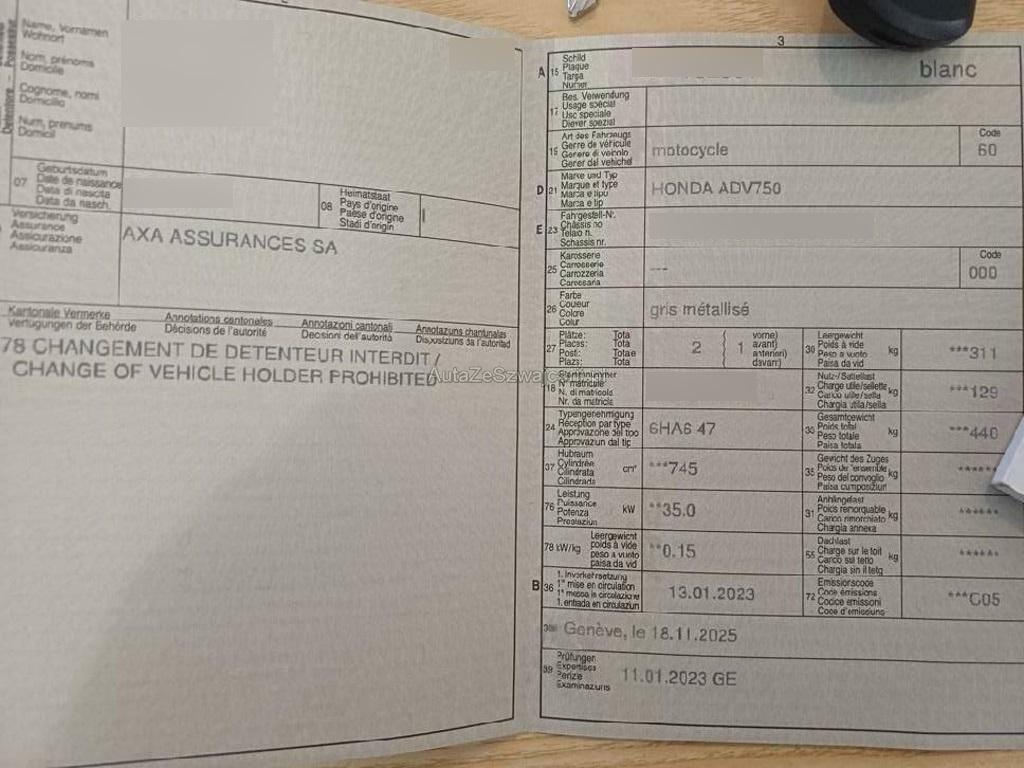 Name, Vornamen
Wohnort
Nom, prénoms
Domicile
Cognome, nomi
Domicilio
Num, prenums
Domicil
07
Geburtsdatum
Date de naissance
Data di nascita
Data da nasch.
08
Heimatstaat
Pays d'origine
Paese d'origine
Stadi d'origin
Versicherung
Assurance
Assicurazione
Assicuranza
AXA ASSURANCES SA
Kantonale Vermerke
Verfügungen der Behörde
Annotations cantonales
Décisions de l'autorité
Annotazioni cantonali
Decisioni dell'autorità
Annotaziuns chantunalas
Disposiziuns da l'autoritad
78 CHANGEMENT DE DETENTEUR INTERDIT /
CHANGE OF VEHICLE HOLDER PROHIBITED
3
A 15
Schild
Plaque
Targa
Numer
blanc
17
Bes. Verwendung
Usage spécial
Uso speciale
Diever spezial
19
Art des Fahrzeugs
Genre de véhicule
Genere di veicolo
Gener dal vehichel
motocycle
Code
60
D 21
Marke und Typ
Marque et type
Marca e tipo
Marca e tip
HONDA ADV750
E 23
Fahrgestell-Nr.
Châssis no
Telaio n.
Schassis nr.
25
Karosserie
Carrosserie
Carrozzeria
Carossaria
---
Code
000
26
Farbe
Couleur
Colore
Colur
gris métallisé
27
Plätze: Total
Places: Total
Posti: Totale
Plazs: Total
2 { 1
vorne)
avant)
anteriori)
davart)
30
Leergewicht
Poids à vide
Peso a vuoto
Paisa da vid
kg
***311
18
Stammnummer
N° matricule
N. di matricola
Nr. da matricla
32
Nutz-/Sattellast
Charge utile/sellette
Carico utile/sella
Chargia utila/sella
kg
***129
24
Typengenehmigung
Réception par type
Approvazione del tipo
Approvaziun dal tip
6HA6 47
33
Gesamtgewicht
Poids total
Peso totale
Paisa totala
kg
***440
37
Hubraum
Cylindrée
Cilindrata
Cilindrada
cm³
***745
35
Gewicht des Zuges
Poids de l'ensemble
Peso del convoglio
Paisa cumposiziun
kg
******
76
Leistung
Puissance
Potenza
Prestaziun
kW
**35.0
31
Anhängelast
Poids remorquable
Carico rimorchiato
Chargia annexa
kg
******
78 kW/kg
Leergewicht
poids à vide
peso a vuoto
paisa da vid
**0.15
55
Dachlast
Charge sur le toit
Carico sul tetto
Chargia sin il tetg
kg
******
B 36
1. Inverkehrsetzung
1re mise en circulation
1a messa in circolazione
1. entrada en circulaziun
13.01.2023
72
Emissionscode
Code émissions
Codice emissioni
Code d'emissiuns
***C05
38
Genève, le 18.11.2025
39
Prüfungen
Expertises
Perizie
Examinaziuns
11.01.2023 GE